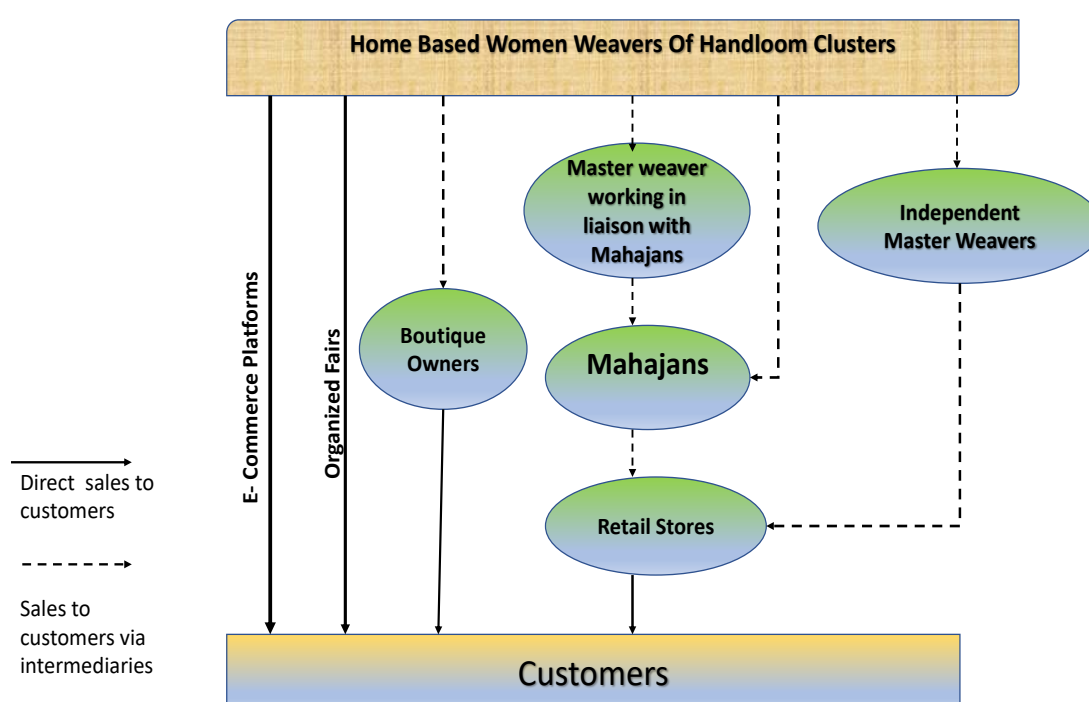 Home Based Women Weavers Of Handloom Clusters
Master weaver
working in
liaison with
Mahajans
Independent
Master Weavers
E- Commerce Platforms
Organized Fairs
Boutique
Owners
Mahajans
Retail Stores
Direct  sales to
customers
Sales to
customers via
intermediaries
Customers